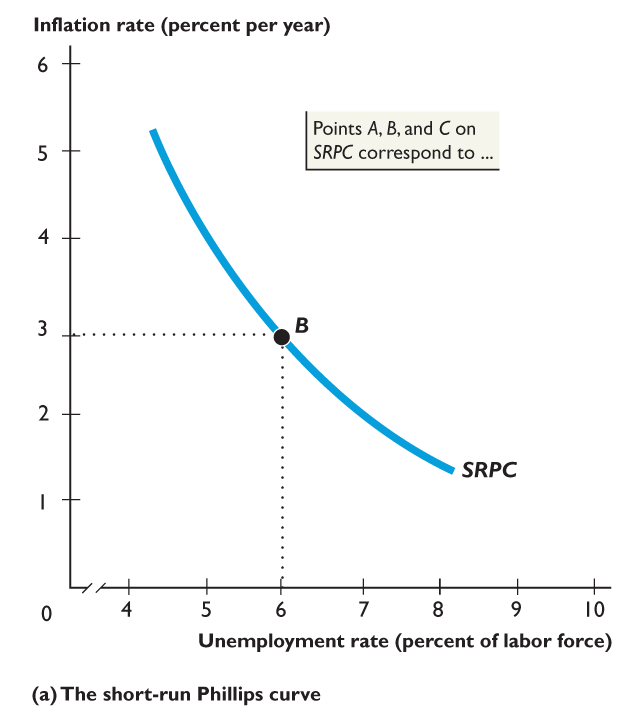 Inflation rate (percent per year)
6
Points A, B, and C on
SRPC correspond to ...
5
4
3
B
2
SRPC
1
0
4 5 6 7 8 9 10
Unemployment rate (percent of labor force)
(a) The short-run Phillips curve